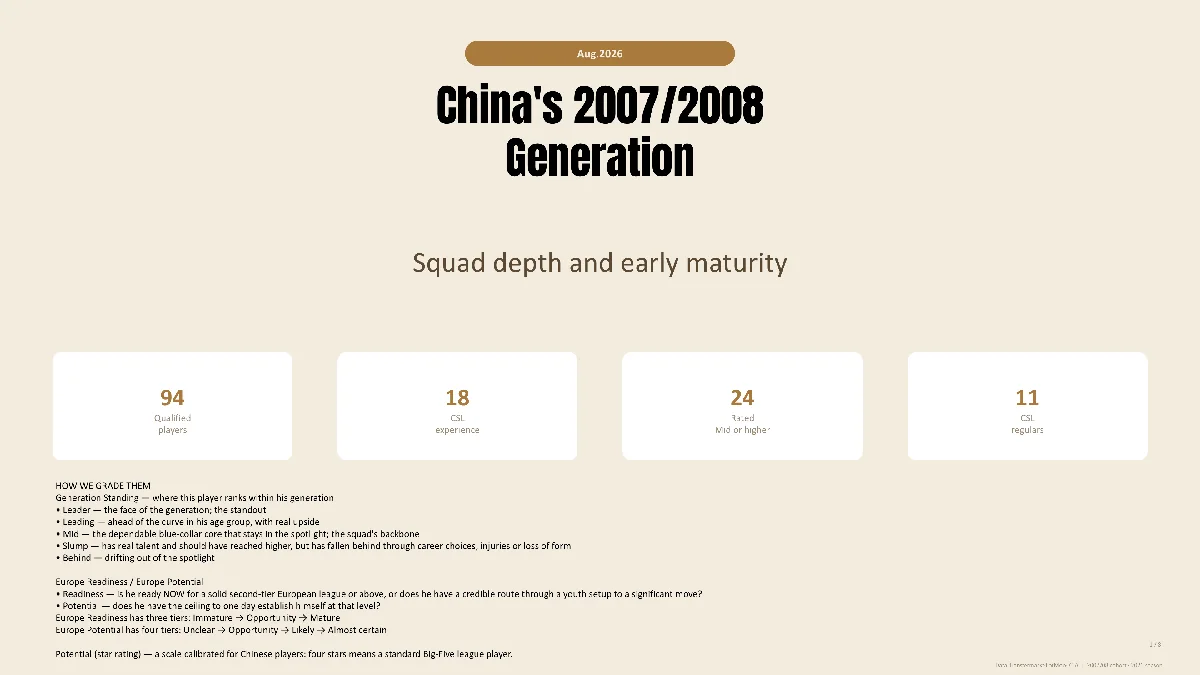 Aug.2026
China's 2007/2008
Generation
Squad depth and early maturity
94
Qualified
players
18
CSL
experience
24
Rated
Mid or higher
11
CSL
regulars
HOW WE GRADE THEM
Generation Standing — where this player ranks within his generation
• Leader — the face of the generation; the standout
• Leading — ahead of the curve in his age group, with real upside
• Mid — the dependable blue-collar core that stays in the spotlight; the squad's backbone
• Slump — has real talent and should have reached higher, but has fallen behind through career choices, injuries or loss of form
• Behind — drifting out of the spotlight
Europe Readiness / Europe Potential
• Readiness — is he ready NOW for a solid second-tier European league or above, or does he have a credible route through a youth setup to a significant move?
• Potential — does he have the ceiling to one day establish himself at that level?
Europe Readiness has three tiers: Immature → Opportunity → Mature
Europe Potential has four tiers: Unclear → Opportunity → Likely → Almost certain
Potential (star rating) — a scale calibrated for Chinese players: four stars means a standard Big-Five league player.